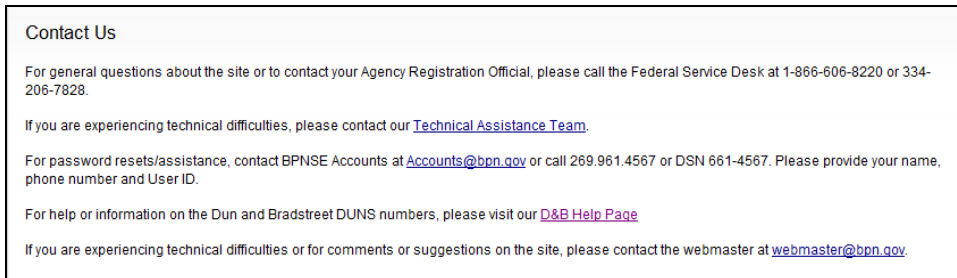 Contact Us
For general questions about the site or to contact your Agency Registration Official, please call the Federal Service Desk at 1-866-606-8220 or 334-
206-7828.
If you are experiencing technical difficulties, please contact our Technical Assistance Team.
For password resets/assistance, contact BPNSE Accounts at Accounts@bpn.gov or call 269.961.4567 or DSN 661-4567. Please provide your name,
phone number and User ID.
For help or information on the Dun and Bradstreet DUNS numbers, please visit our D&B Help Page
If you are experiencing technical difficulties or for comments or suggestions on the site, please contact the webmaster at webmaster@bpn.gov.